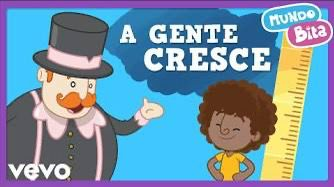 A GENTE
CRESCE
MUNDO
Bita
vevo